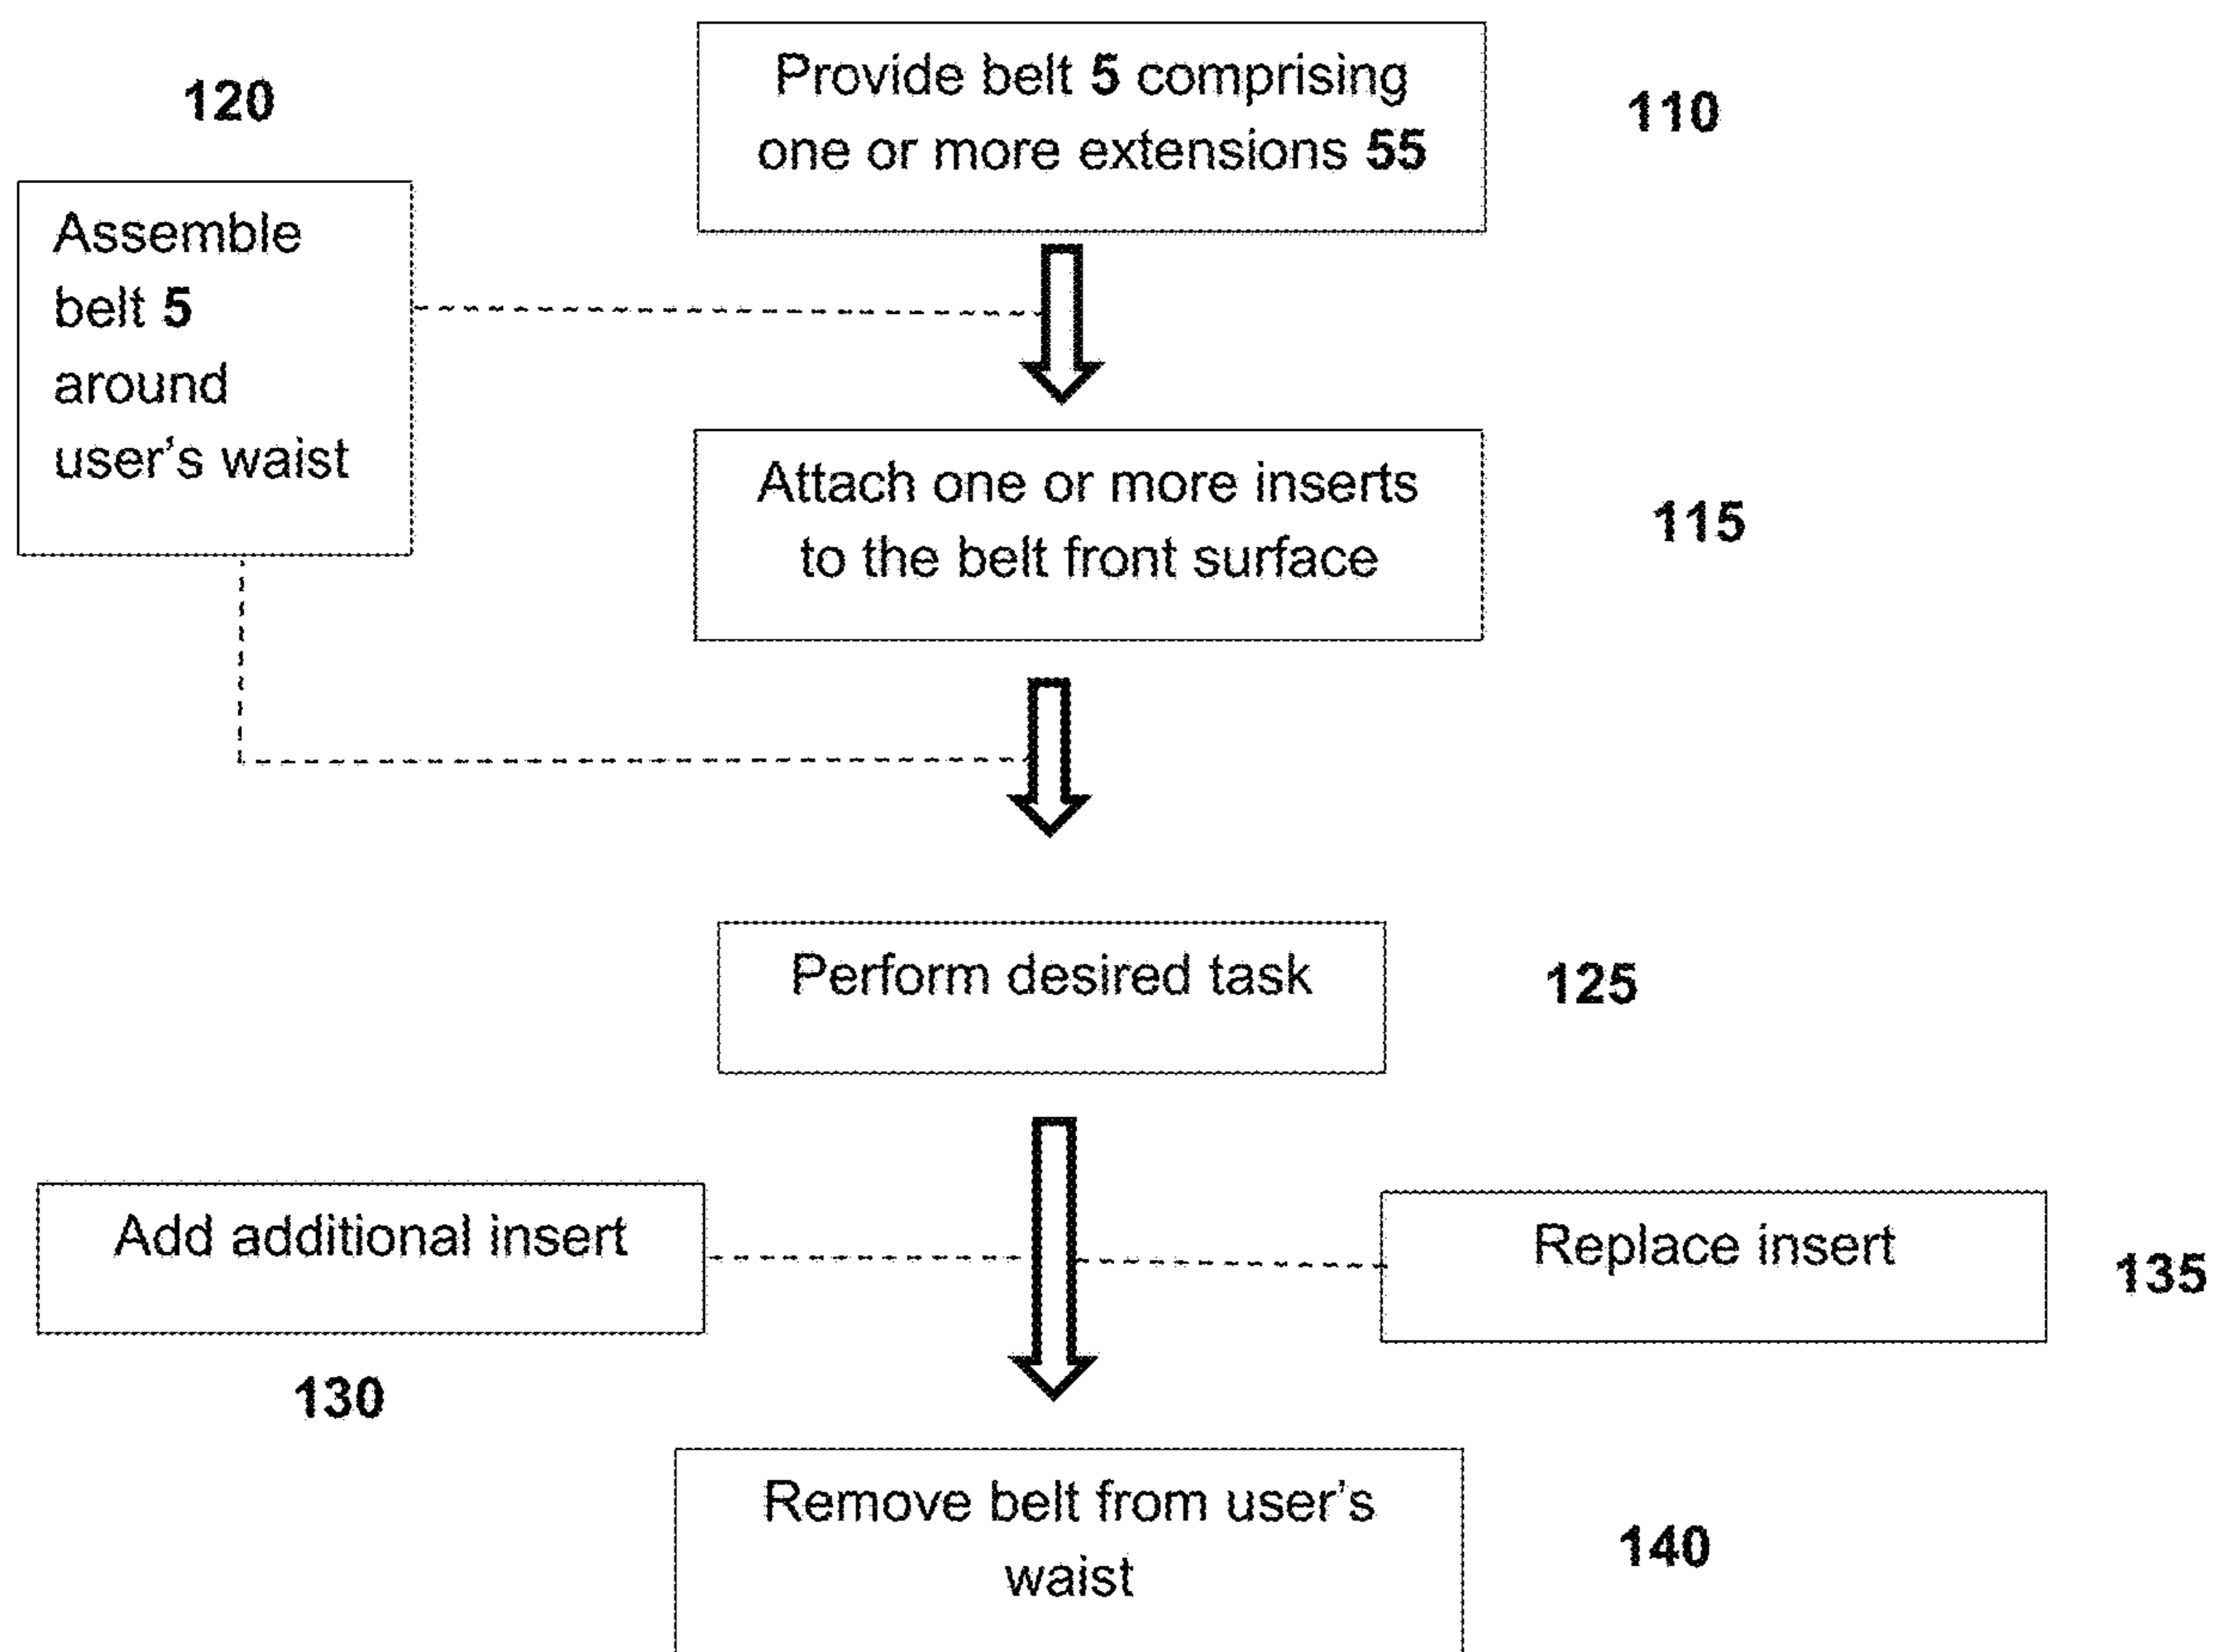 Provide belt 5 comprising
one or more extensions 55
110
120
Assemble
belt 5
around
user's waist
Attach one or more inserts
to the belt front surface
115
Perform desired task
125
Add additional insert
130
Replace insert
135
Remove belt from user's
waist
140